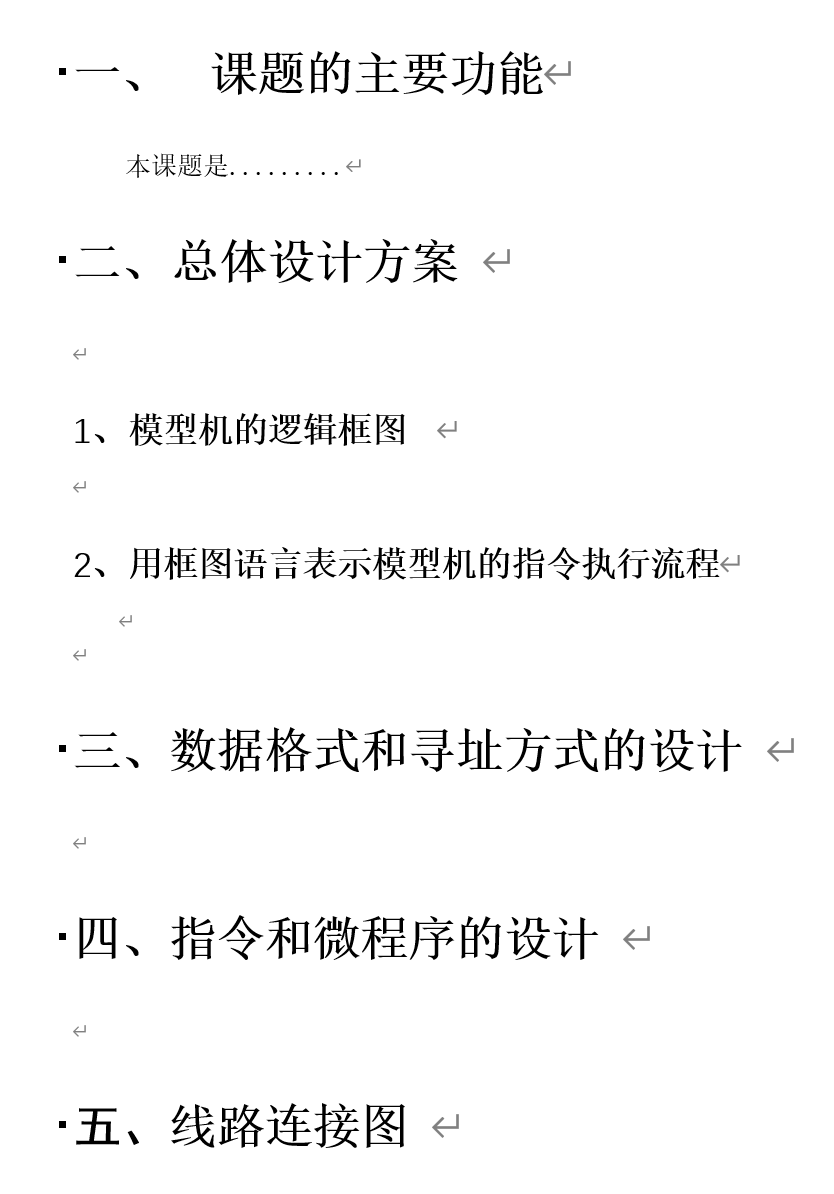 一、 课题的主要功能
本课题是.........
二、总体设计方案
1、模型机的逻辑框图
2、用框图语言表示模型机的指令执行流程
三、数据格式和寻址方式的设计
四、指令和微程序的设计
五、线路连接图